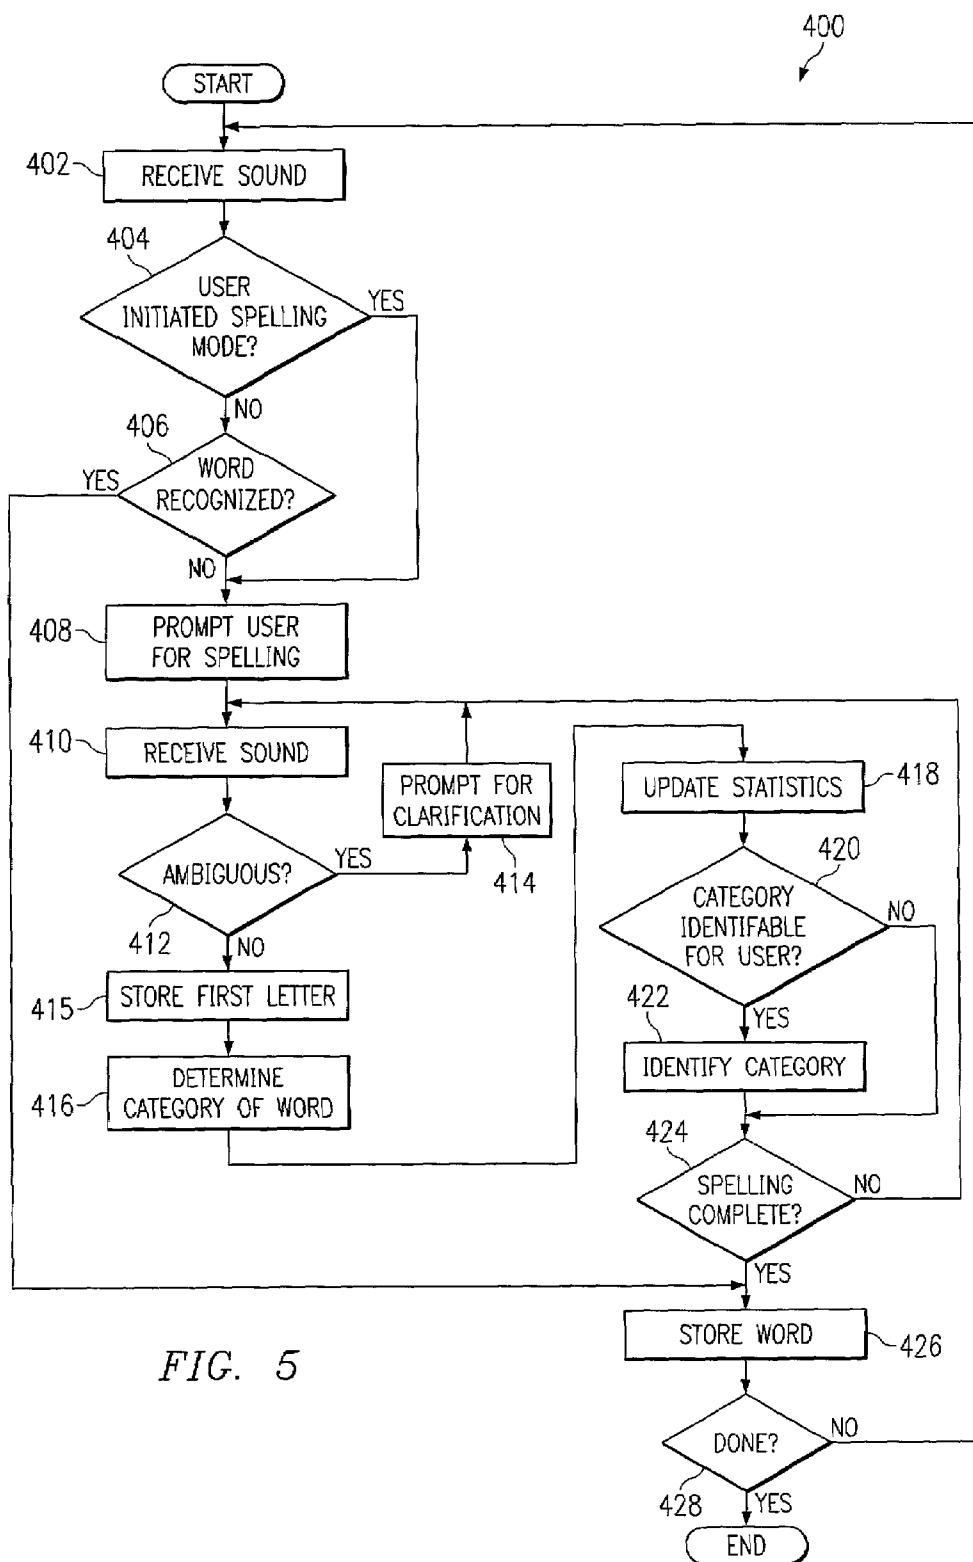 400
START
402
RECEIVE SOUND
404
USER
INITIATED SPELLING
MODE?
YES
NO
406
YES
WORD
RECOGNIZED?
NO
408
PROMPT USER
FOR SPELLING
410
RECEIVE SOUND
PROMPT FOR
CLARIFICATION
414
AMBIGUOUS?
YES
412
NO
415
STORE FIRST LETTER
416
DETERMINE
CATEGORY OF WORD
UPDATE STATISTICS
418
420
CATEGORY
IDENTIFABLE
FOR USER?
NO
422
YES
IDENTIFY CATEGORY
424
SPELLING
COMPLETE?
NO
YES
STORE WORD
426
DONE?
NO
428
YES
END
FIG. 5